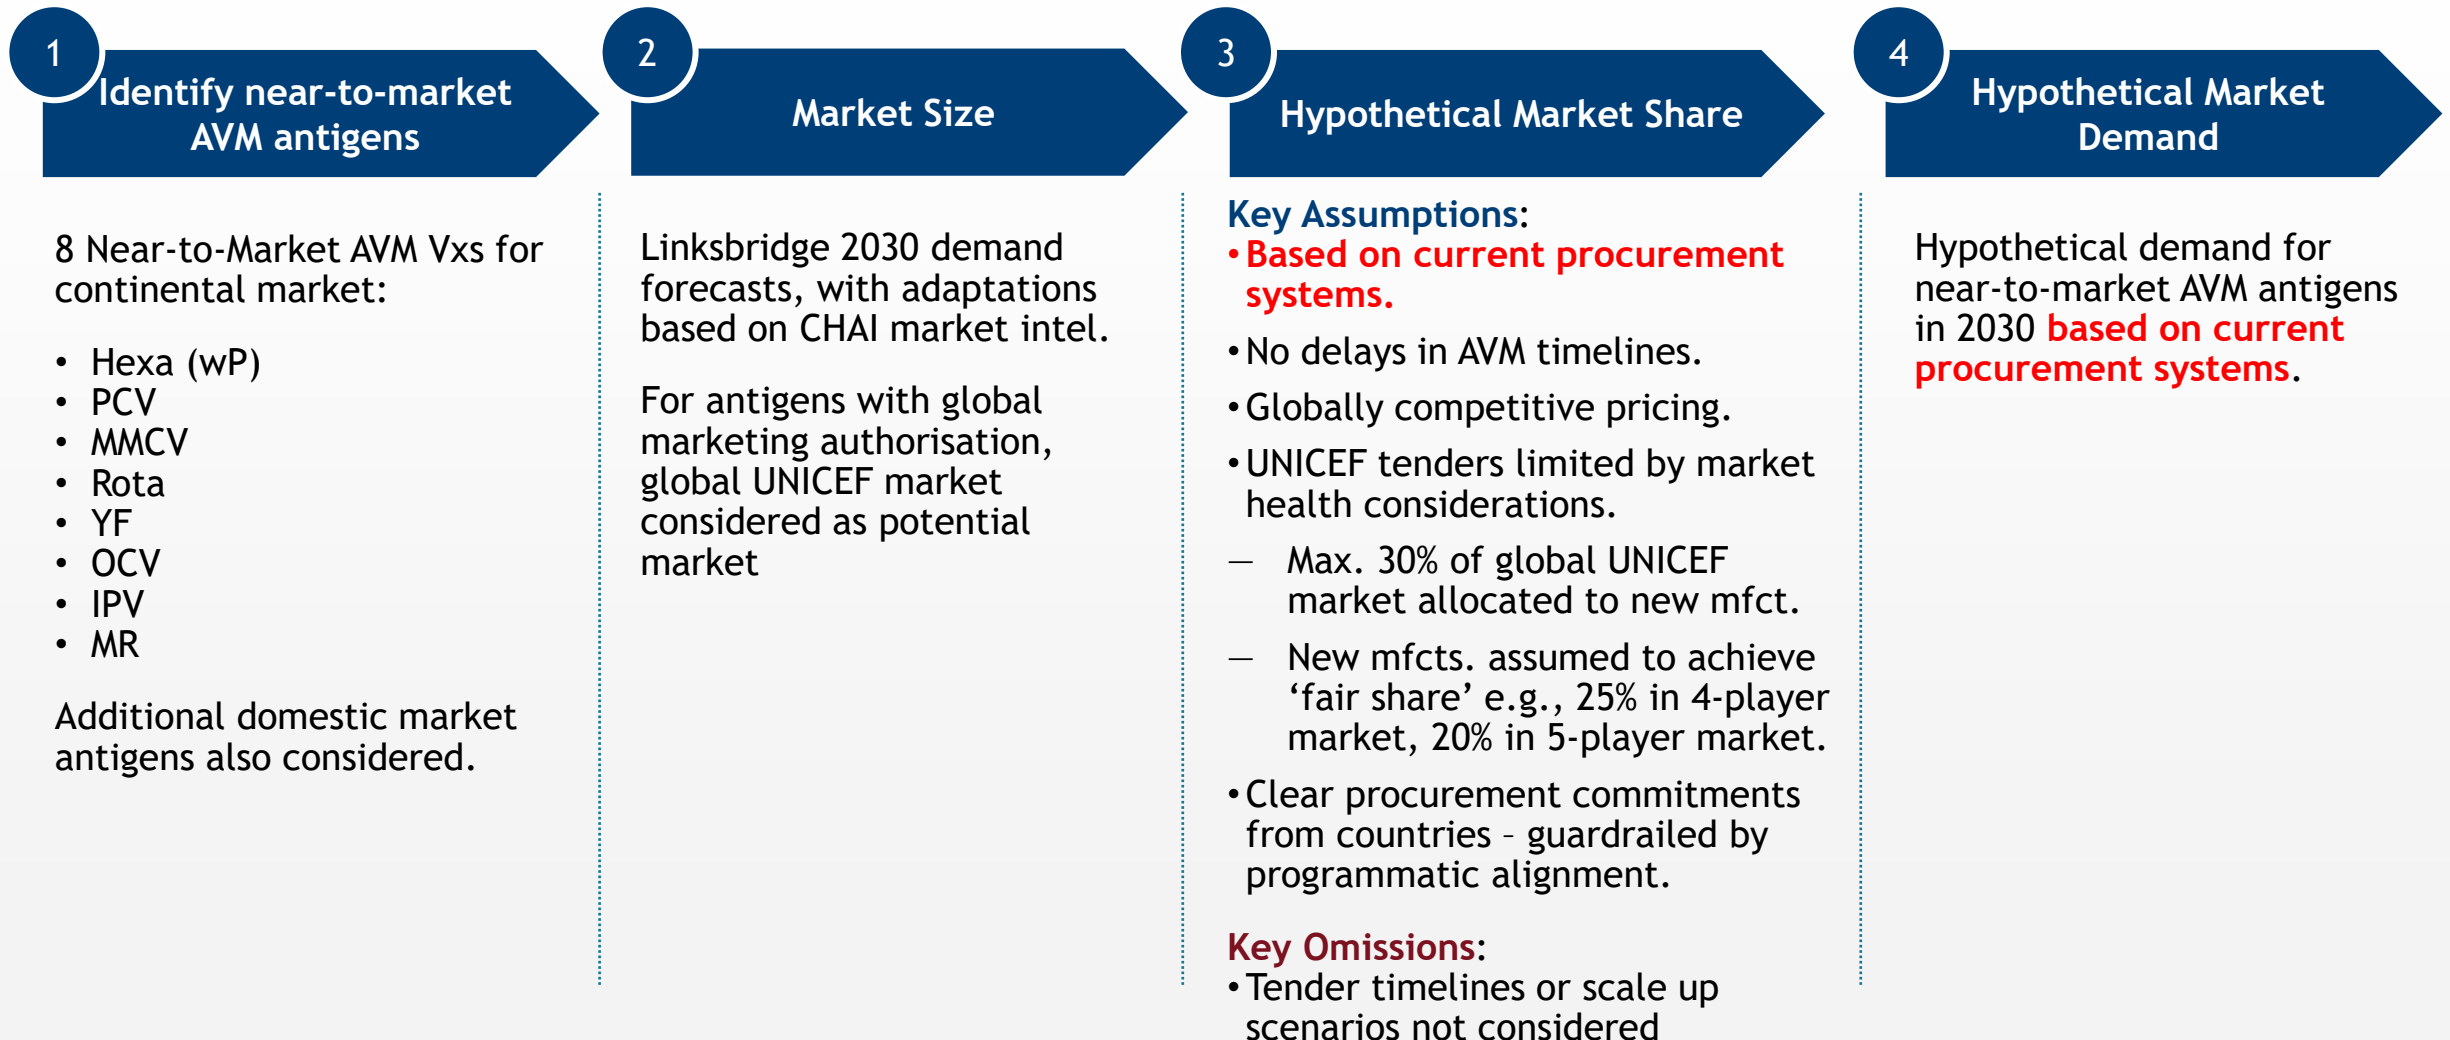 1
Identify near-to-market
AVM antigens
8 Near-to-Market AVM Vxs for
continental market:
• Hexa (wP)
• PCV
• MMCV
• Rota
• YF
• OCV
• IPV
• MR
Additional domestic market
antigens also considered.
2
Market Size
Linksbridge 2030 demand
forecasts, with adaptations
based on CHAI market intel.
For antigens with global
marketing authorisation,
global UNICEF market
considered as potential
market
3
Hypothetical Market Share
Key Assumptions:
• Based on current procurement
systems.
• No delays in AVM timelines.
• Globally competitive pricing.
• UNICEF tenders limited by market
health considerations.
— Max. 30% of global UNICEF
market allocated to new mfct.
— New mfcts. assumed to achieve
‘fair share’ e.g., 25% in 4-player
market, 20% in 5-player market.
• Clear procurement commitments
from countries – guardrailed by
programmatic alignment.
Key Omissions:
• Tender timelines or scale up
scenarios not considered
4
Hypothetical Market
Demand
Hypothetical demand for
near-to-market AVM antigens
in 2030 based on current
procurement systems.